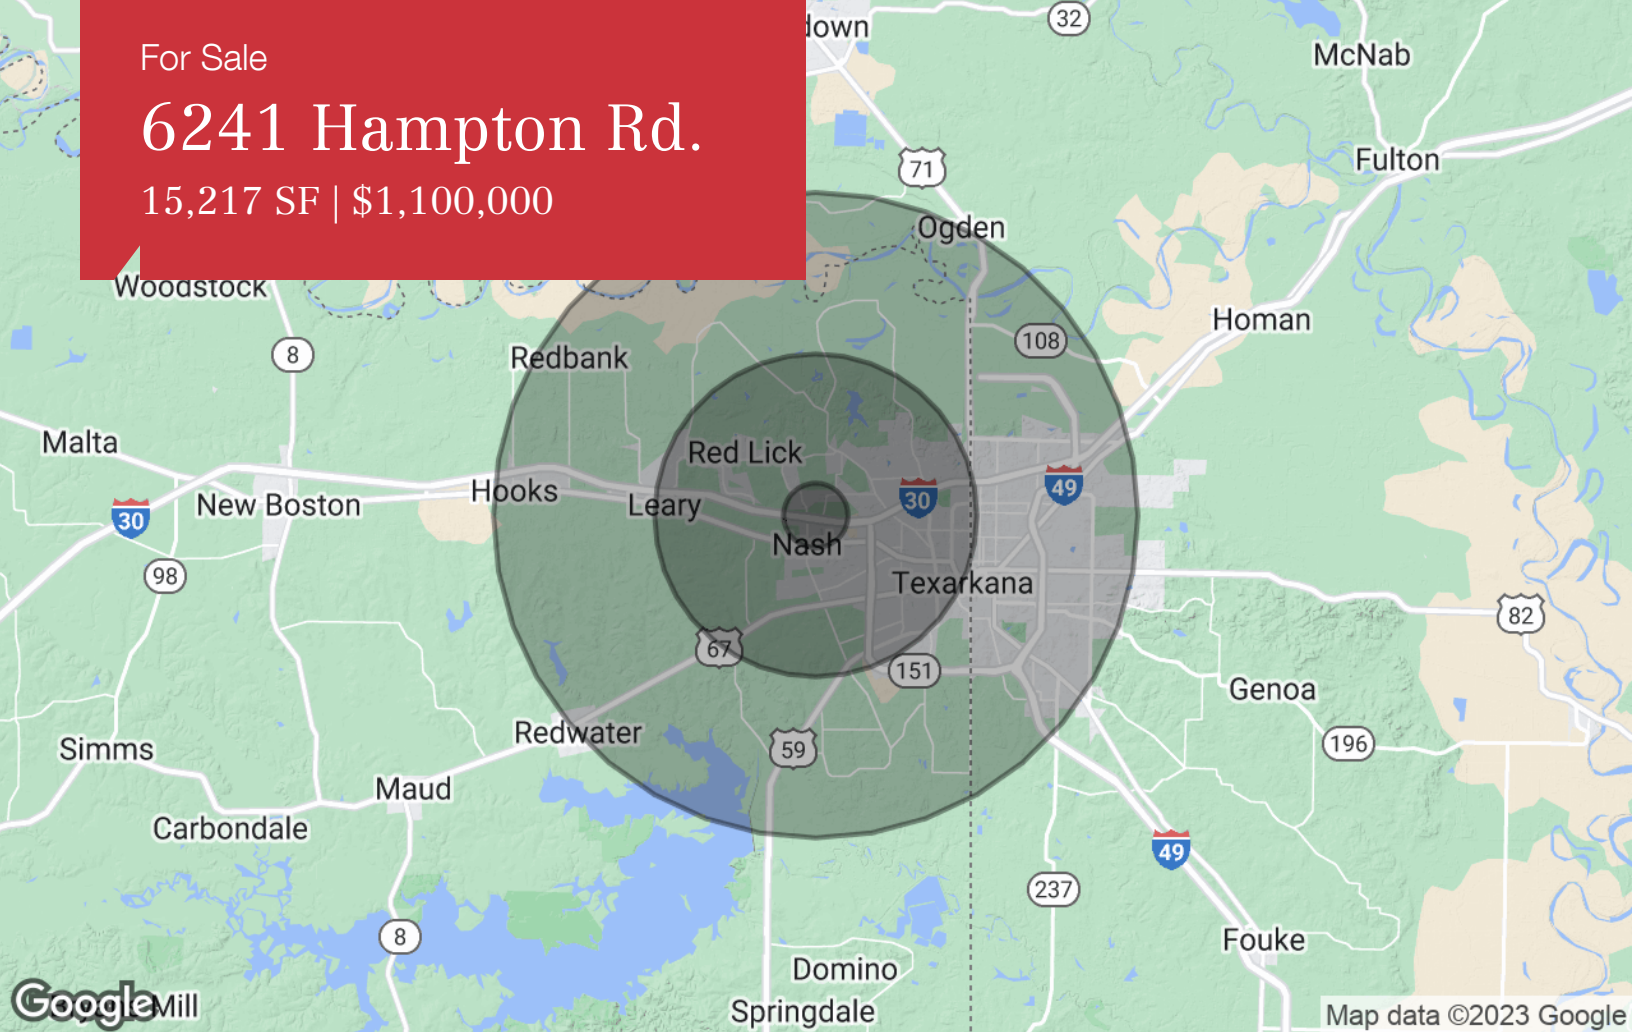 For Sale
6241 Hampton Rd.
15,217 SF | $1,100,000
down
32
McNab
Fulton
71
Ogden
Woodstock
Homan
108
8
Redbank
Malta
Red Lick
49
30
Hooks
New Boston
Leary
30
Nash
98
Texarkana
82
67
151
Genoa
Redwater
59
196
Simms
Maud
Carbondale
49
237
8
Fouke
Domino
Google
Mill
Springdale
Map data ©2023 Google